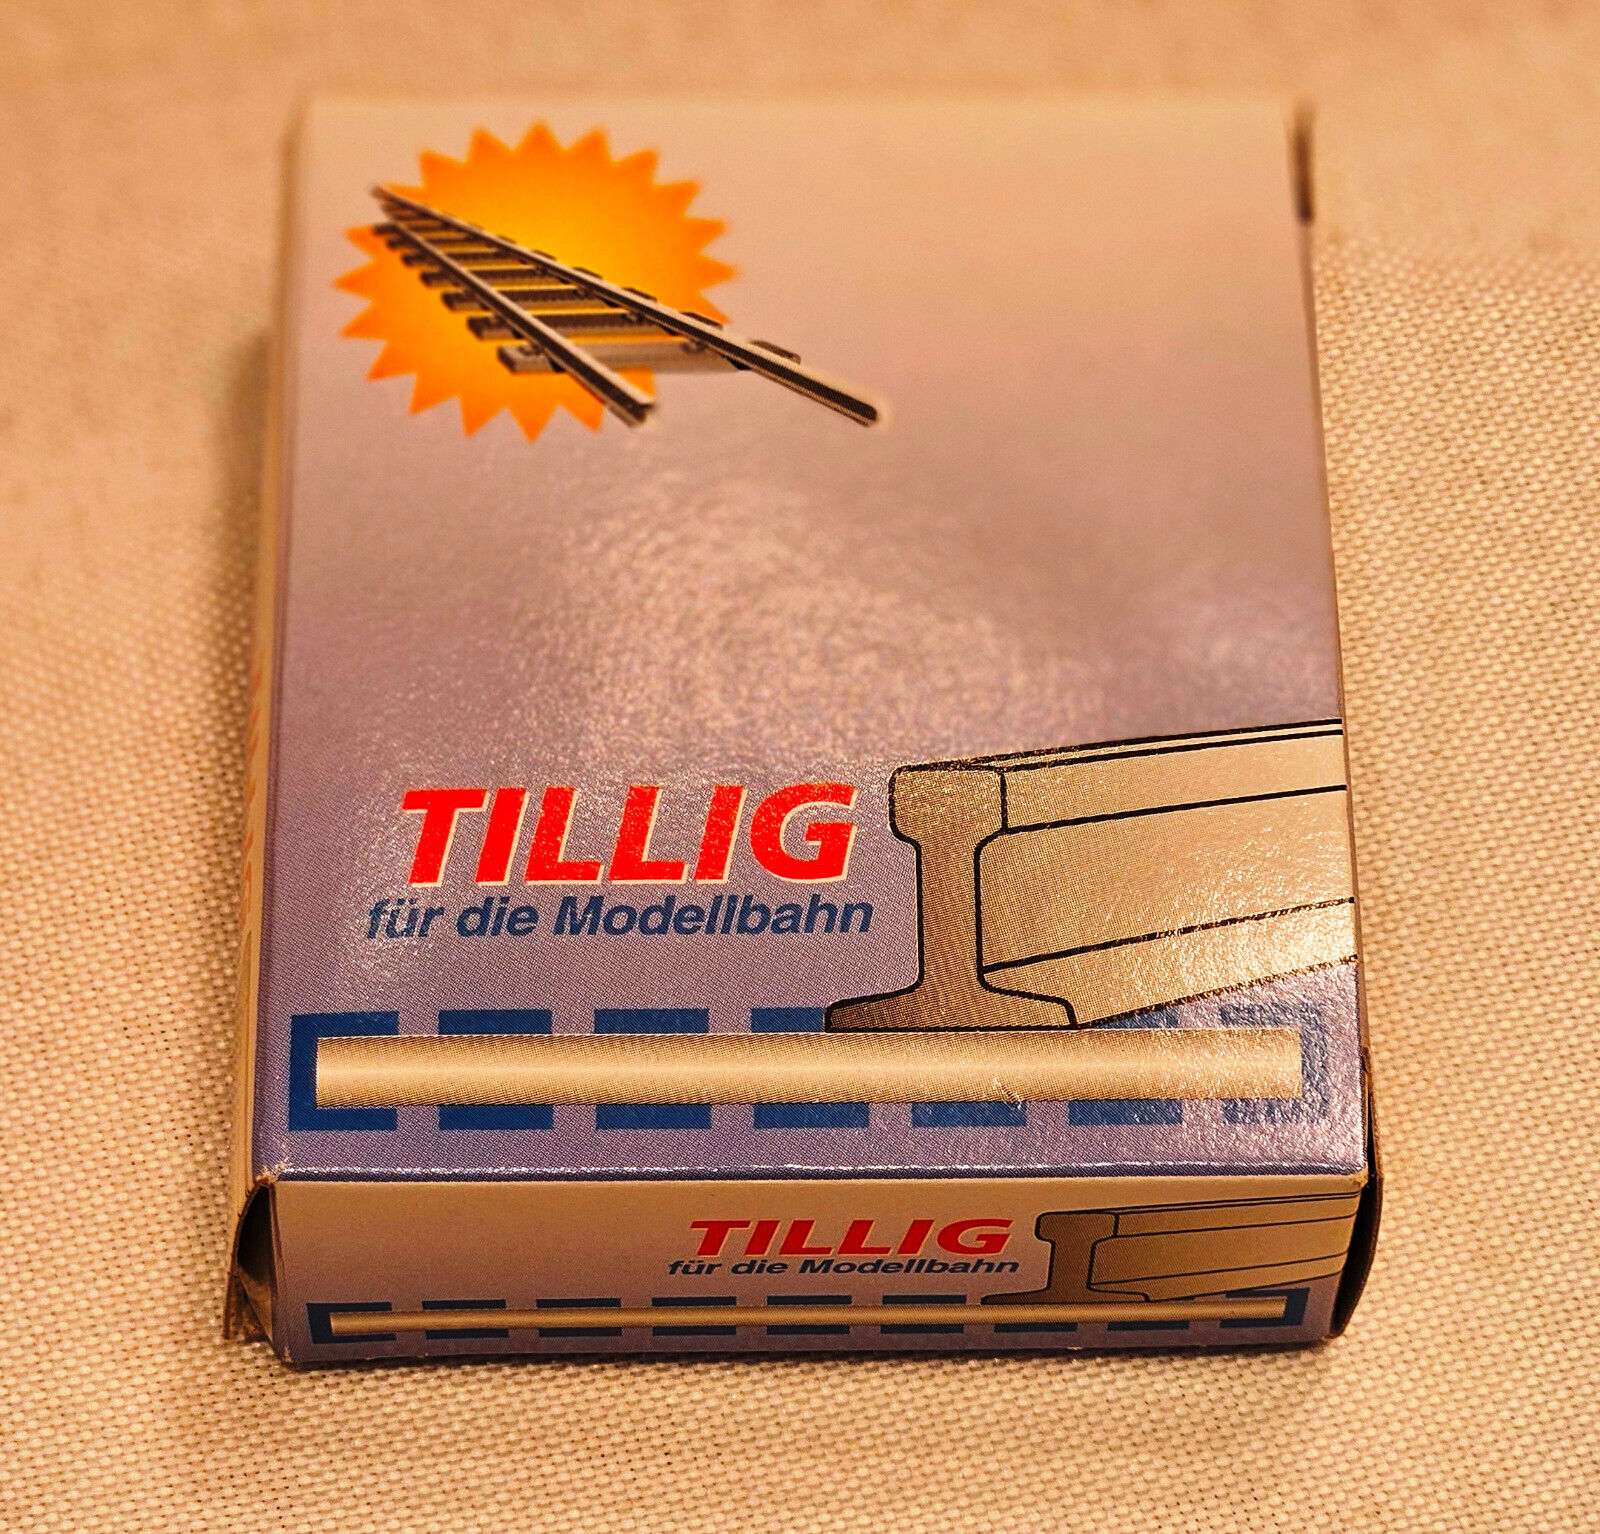 TILLIG
für die Modellbahn
TILLIG
für die Modellbahn